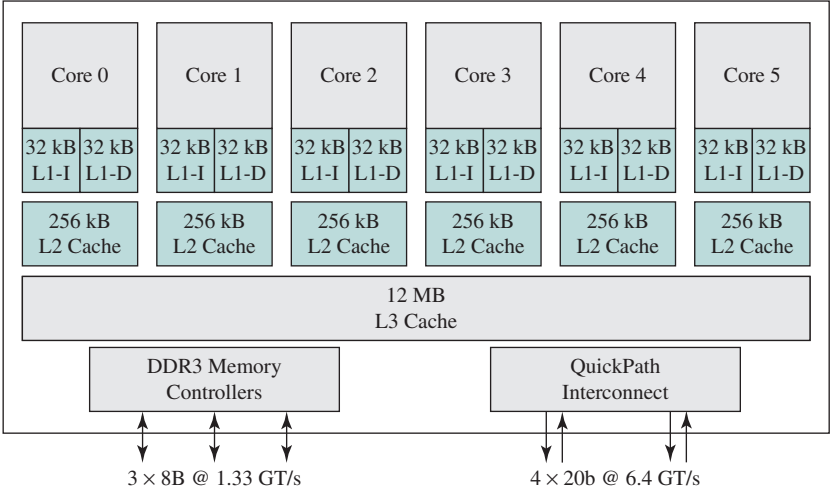 Core 0
Core 1
Core 2
Core 3
Core 4
Core 5
32 kB
L1-I
32 kB
L1-D
32 kB
L1-I
32 kB
L1-D
32 kB
L1-I
32 kB
L1-D
32 kB
L1-I
32 kB
L1-D
32 kB
L1-I
32 kB
L1-D
32 kB
L1-I
32 kB
L1-D
256 kB
L2 Cache
256 kB
L2 Cache
256 kB
L2 Cache
256 kB
L2 Cache
256 kB
L2 Cache
256 kB
L2 Cache
12 MB
L3 Cache
DDR3 Memory
Controllers
QuickPath
Interconnect
3 × 8B @ 1.33 GT/s
4 × 20b @ 6.4 GT/s